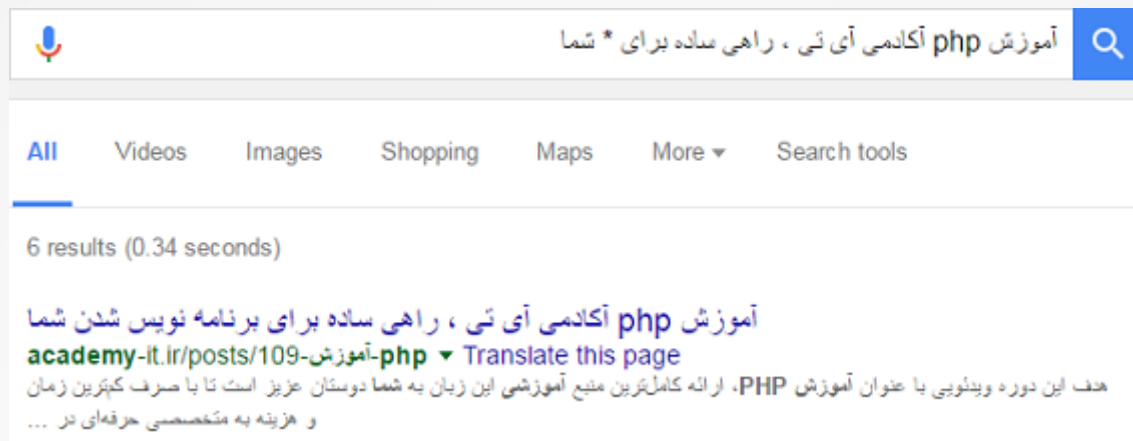 آموزش php آکادمی آی تی ، راهی ساده برای * شما
All Videos Images Shopping Maps More Search tools
6 results (0.34 seconds)
آموزش php آکادمی آی تی ، راهی ساده برای برنامه نویس شدن شما
academy-it.ir/posts/109-آموزش-php Translate this page
هدف این دوره ویدئویی با عنوان آموزش PHP، ارائه کامل‌ترین منبع آموزشی این زبان به شما دوستان عزیز است تا با صرف کمترین زمان
و هزینه به متخصصی حرفه‌ای در ...